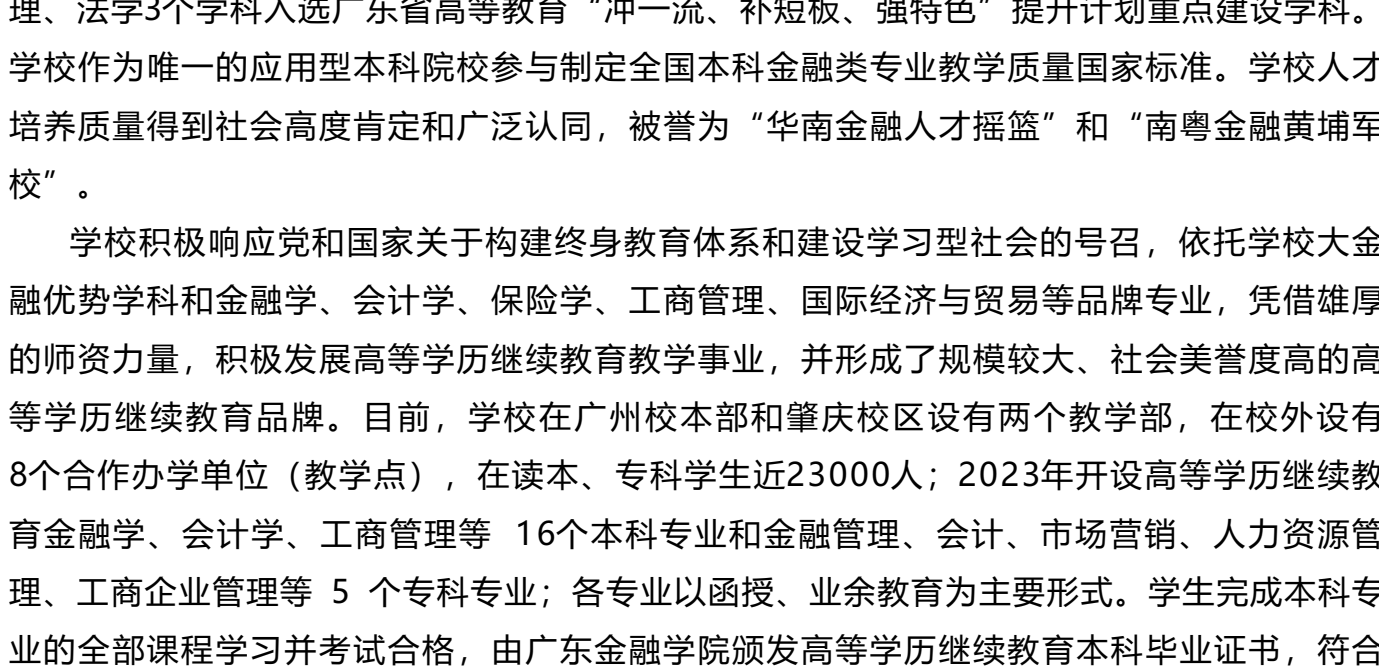 理、法学3个学科入选广东省高等教育“冲一流、补短板、强特色”提升计划重点建设学科。
学校作为唯一的应用型本科院校参与制定全国本科金融类专业教学质量国家标准。学校人才
培养质量得到社会高度肯定和广泛认同，被誉为“华南金融人才摇篮”和“南粤金融黄埔军
校”。
学校积极响应党和国家关于构建终身教育体系和建设学习型社会的号召，依托学校大金
融优势学科和金融学、会计学、保险学、工商管理、国际经济与贸易等品牌专业，凭借雄厚
的师资力量，积极发展高等学历继续教育教学事业，并形成了规模较大、社会美誉度高的高
等学历继续教育品牌。目前，学校在广州校本部和肇庆校区设有两个教学部，在校外设有
8个合作办学单位（教学点），在读本、专科学生近23000人；2023年开设高等学历继续教
育金融学、会计学、工商管理等 16个本科专业和金融管理、会计、市场营销、人力资源管
理、工商企业管理等 5 个专科专业；各专业以函授、业余教育为主要形式。学生完成本科专
业的全部课程学习并考试合格，由广东金融学院颁发高等学历继续教育本科毕业证书，符合